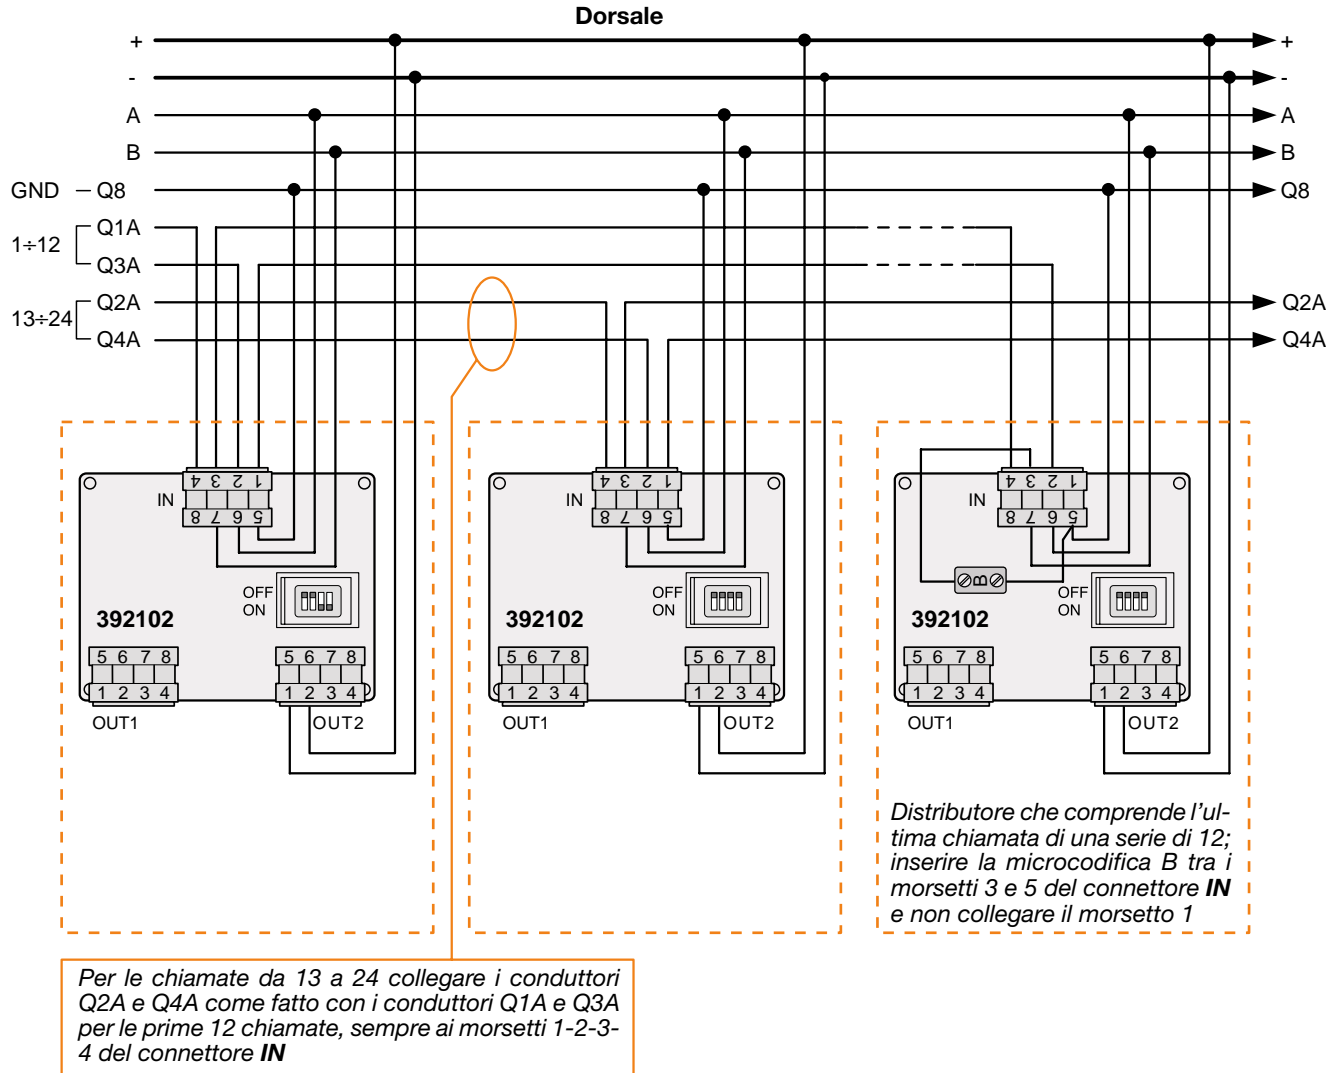 Dorsale
+ +
- -
A A
B B
GND Q8 Q8
1÷12
Q1A
Q3A
13÷24
Q2A Q2A
Q4A Q4A
4 3 2 1
IN
8 7 6 5
OFF
ON
392102
5 6 7 8
1 2 3 4
OUT1
5 6 7 8
1 2 3 4
OUT2
4 3 2 1
IN
8 7 6 5
OFF
ON
392102
5 6 7 8
1 2 3 4
OUT1
5 6 7 8
1 2 3 4
OUT2
4 3 2 1
IN
8 7 6 5
B
OFF
ON
392102
5 6 7 8
1 2 3 4
OUT1
5 6 7 8
1 2 3 4
OUT2
Distributore che comprende l’ul-
tima chiamata di una serie di 12;
inserire la microcodifica B tra i
morsetti 3 e 5 del connettore IN
e non collegare il morsetto 1
Per le chiamate da 13 a 24 collegare i conduttori
Q2A e Q4A come fatto con i conduttori Q1A e Q3A
per le prime 12 chiamate, sempre ai morsetti 1-2-3-
4 del connettore IN